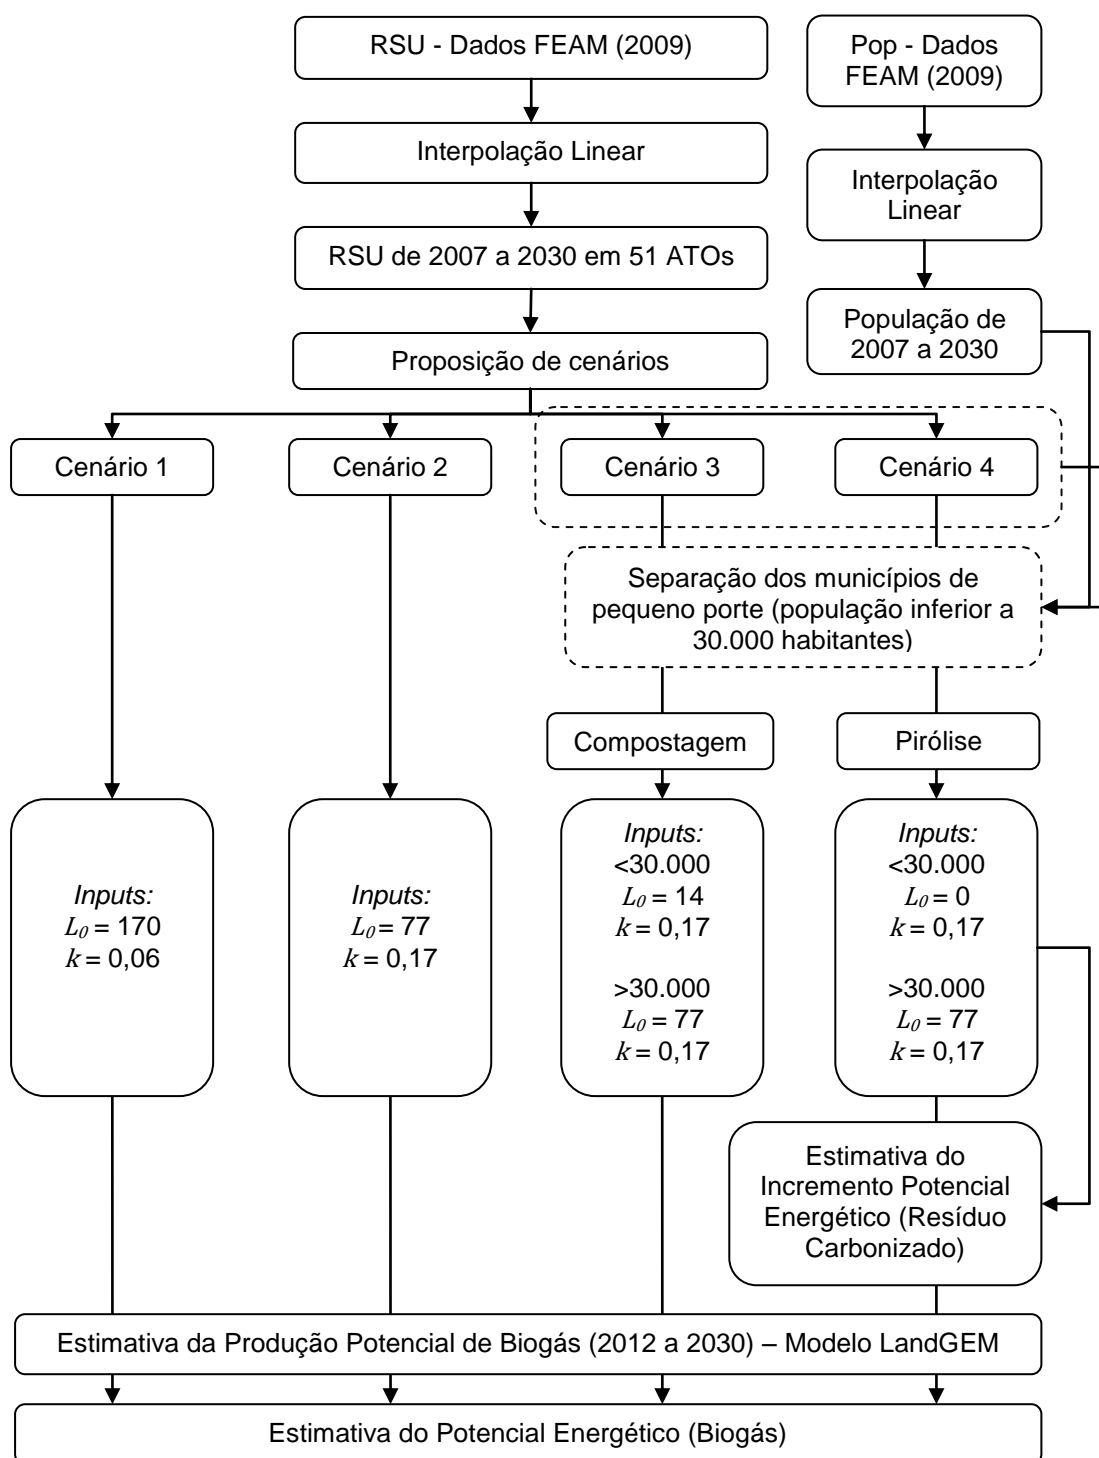 RSU - Dados FEAM (2009)
Pop - Dados
FEAM (2009)
Interpolação Linear
Interpolação
Linear
RSU de 2007 a 2030 em 51 ATOs
População de
2007 a 2030
Proposição de cenários
Cenário 1
Cenário 2
Cenário 3
Cenário 4
Separação dos municípios de
pequeno porte (população inferior a
30.000 habitantes)
Compostagem
Pirólise
Inputs:
L₀ = 170
k = 0,06
Inputs:
L₀ = 77
k = 0,17
Inputs:
<30.000
L₀ = 14
k = 0,17
>30.000
L₀ = 77
k = 0,17
Inputs:
<30.000
L₀ = 0
k = 0,17
>30.000
L₀ = 77
k = 0,17
Estimativa do
Incremento Potencial
Energético (Resíduo
Carbonizado)
Estimativa da Produção Potencial de Biogás (2012 a 2030) – Modelo LandGEM
Estimativa do Potencial Energético (Biogás)